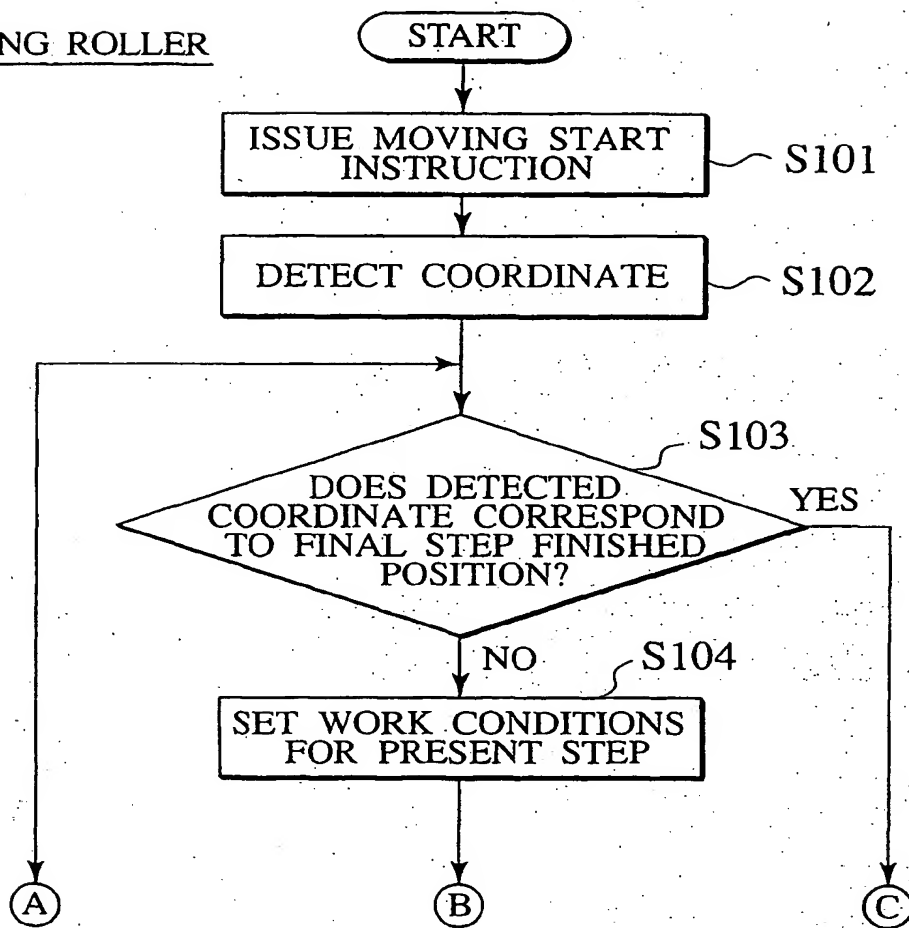 NG ROLLER
START
ISSUE MOVING START
INSTRUCTION
S101
DETECT COORDINATE
S102
S103
DOES DETECTED
COORDINATE CORRESPOND
TO FINAL STEP FINISHED
POSITION?
YES
NO
S104
SET WORK CONDITIONS
FOR PRESENT STEP
A
B
C